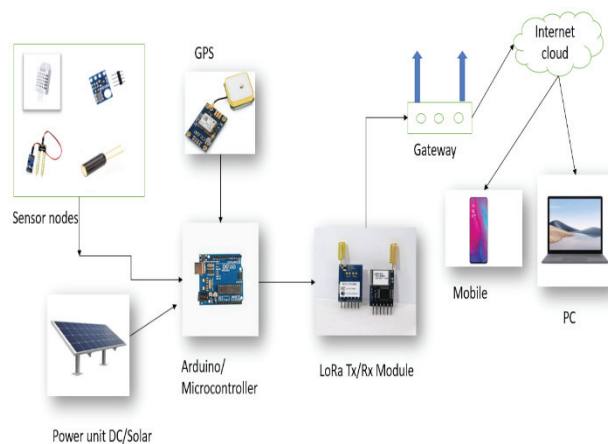 GPS
Internet
cloud
Gateway
Sensor nodes
Mobile
PC
Arduino/
Microcontroller
LoRa Tx/Rx Module
Power unit DC/Solar